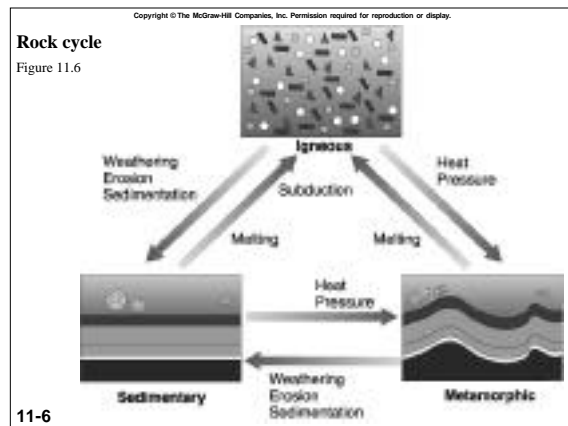 Copyright © The McGraw-Hill Companies, Inc. Permission required for reproduction or display.
Rock cycle
Figure 11.6
Igneous
Weathering
Erosion
Sedimentation
Heat
Pressure
Subduction
Melting
Melting
Heat
Pressure
Sedimentary
Weathering
Erosion
Sedimentation
Metamorphic
11-6